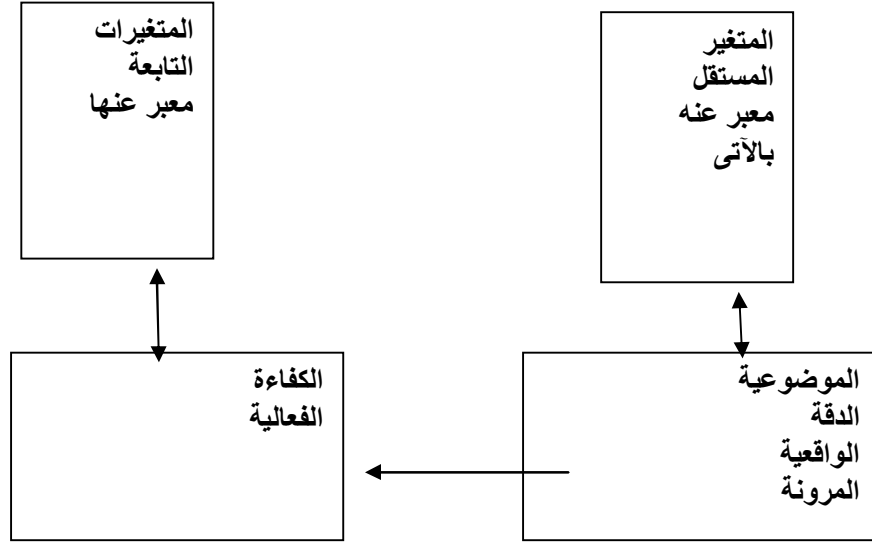 المتغير
المستقل
معبر عنه
بالآتى
المتغيرات
التابعة
معبر عنها
الموضوعية
الدقة
الواقعية
المرونة
الكفاءة
الفعالية